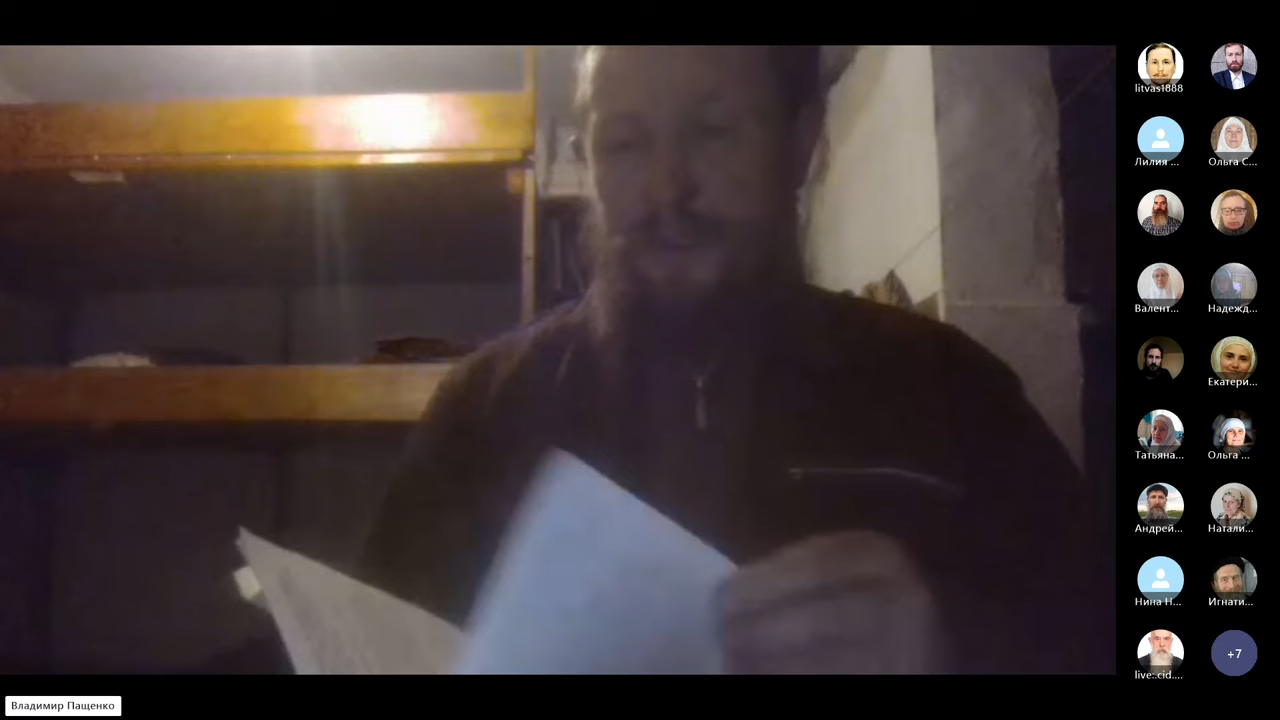 litvas1888
Лилия ...
Ольга С...
Валент...
Надежд...
Екатери...
Татьяна...
Ольга ...
Андрей...
Натали...
Нина Н...
Игнати...
live:.cid....
+7
Владимир Пащенко